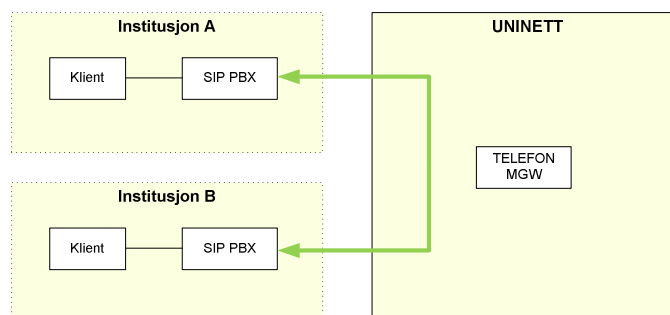 Institusjon A
Klient
SIP PBX
UNINETT
TELEFON
MGW
Institusjon B
Klient
SIP PBX